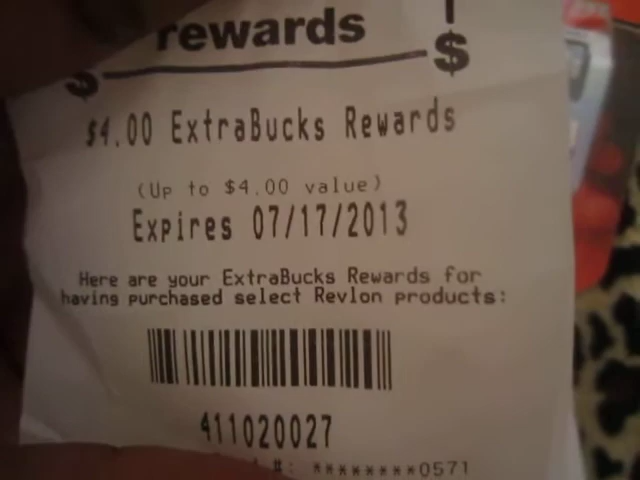 rewards
$ $
$4.00 ExtraBucks Rewards
(Up to $4.00 value)
Expires 07/17/2013
Here are your ExtraBucks Rewards for
having purchased select Revlon products:
411020027
#: ********0571